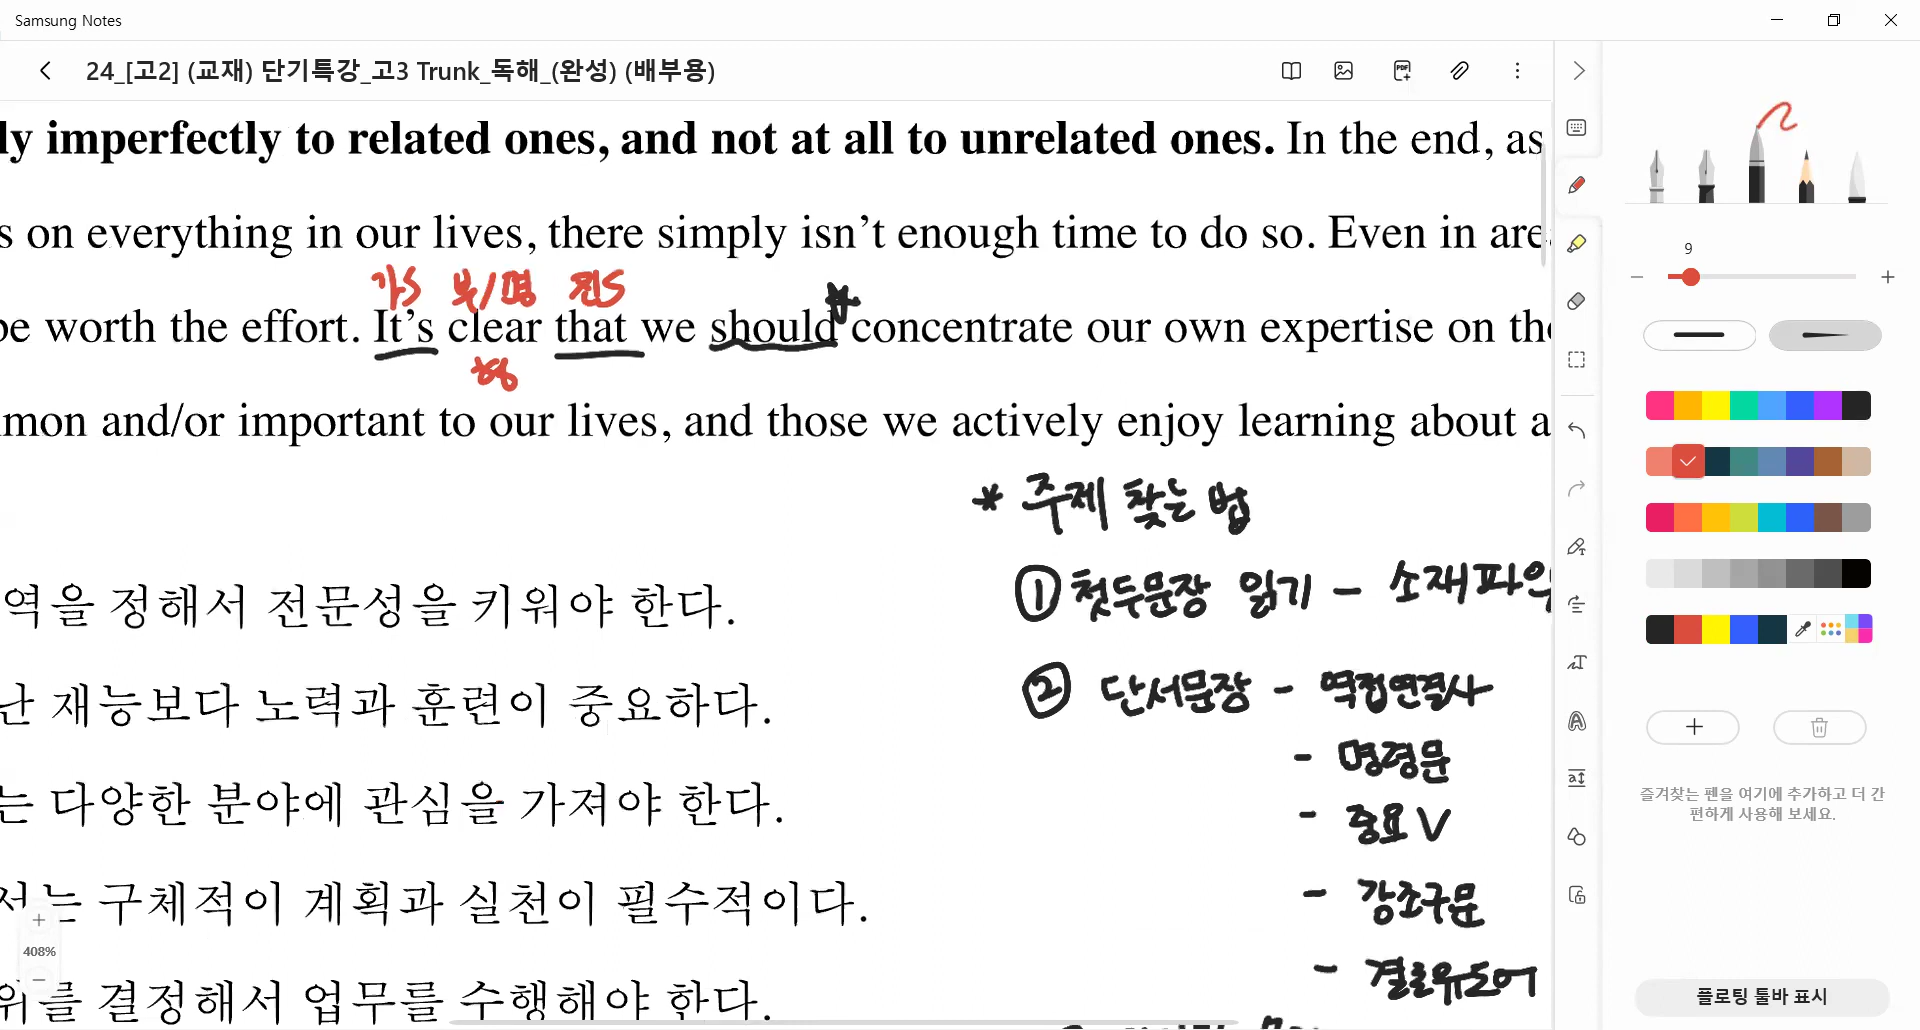 Samsung Notes
24_[고2] (교재) 단기특강_고3 Trunk_독해_(완성) (배부용)
ly imperfectly to related ones, and not at all to unrelated ones. In the end, as
s on everything in our lives, there simply isn't enough time to do so. Even in are
가S 부/명 진S
be worth the effort. It's clear that we should concentrate our own expertise on th
형
mon and/or important to our lives, and those we actively enjoy learning about a
* 주제 찾는 법
역을 정해서 전문성을 키워야 한다.
① 첫두문장 읽기 - 소재파악
난 재능보다 노력과 훈련이 중요하다.
② 단서문장 - 역접연결사
- 명령문
는 다양한 분야에 관심을 가져야 한다.
- 중요V
서는 구체적이 계획과 실천이 필수적이다.
- 강조구문
- 결론유도어
위를 결정해서 업무를 수행해야 한다.
408%
9
즐겨찾는 펜을 여기에 추가하고 더 간
편하게 사용해 보세요.
플로팅 툴바 표시